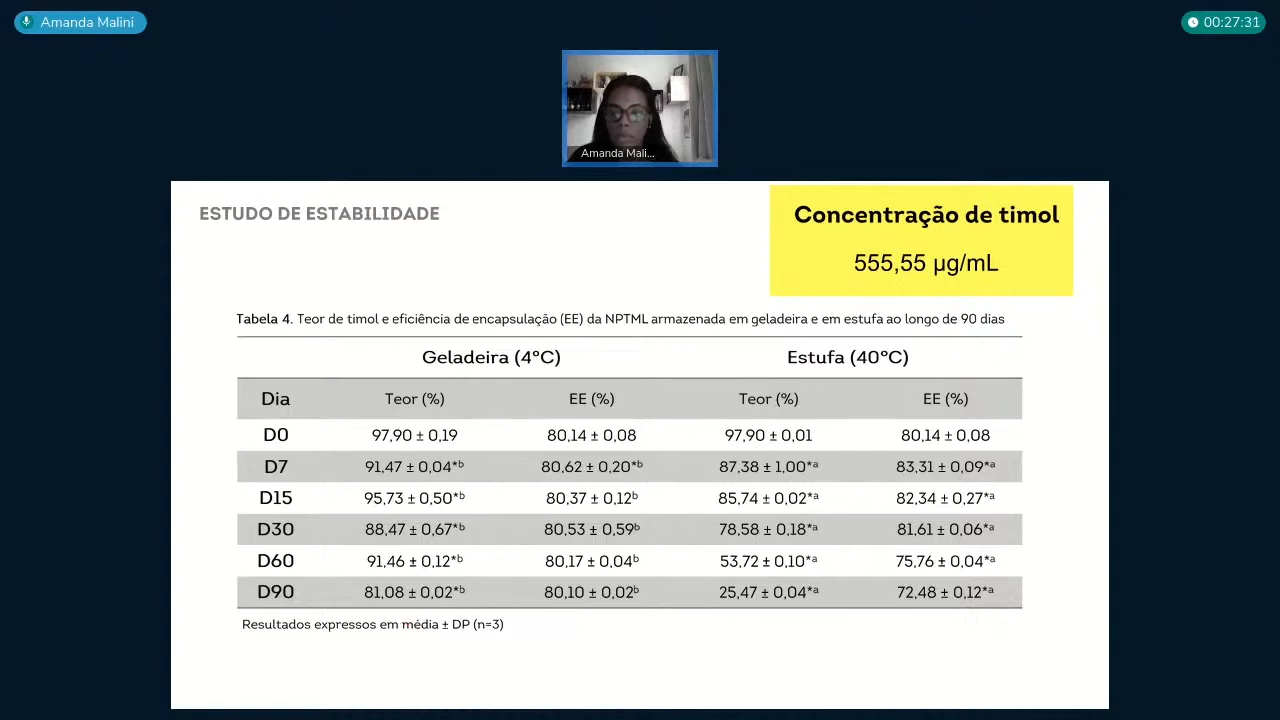 Amanda Malini
00:27:31
Amanda Mali...
ESTUDO DE ESTABILIDADE
Concentração de timol
555,55 µg/mL
Tabela 4. Teor de timol e eficiência de encapsulação (EE) da NPTML armazenada em geladeira e em estufa ao longo de 90 dias
Geladeira (4°C) Estufa (40°C)
Dia Teor (%) EE (%) Teor (%) EE (%)
D0 97,90 ± 0,19 80,14 ± 0,08 97,90 ± 0,01 80,14 ± 0,08
D7 91,47 ± 0,04*ᵇ 80,62 ± 0,20*ᵇ 87,38 ± 1,00*ᵃ 83,31 ± 0,09*ᵃ
D15 95,73 ± 0,50*ᵇ 80,37 ± 0,12ᵇ 85,74 ± 0,02*ᵃ 82,34 ± 0,27*ᵃ
D30 88,47 ± 0,67*ᵇ 80,53 ± 0,59ᵇ 78,58 ± 0,18*ᵃ 81,61 ± 0,06*ᵃ
D60 91,46 ± 0,12*ᵇ 80,17 ± 0,04ᵇ 53,72 ± 0,10*ᵃ 75,76 ± 0,04*ᵃ
D90 81,08 ± 0,02*ᵇ 80,10 ± 0,02ᵇ 25,47 ± 0,04*ᵃ 72,48 ± 0,12*ᵃ
Resultados expressos em média ± DP (n=3)